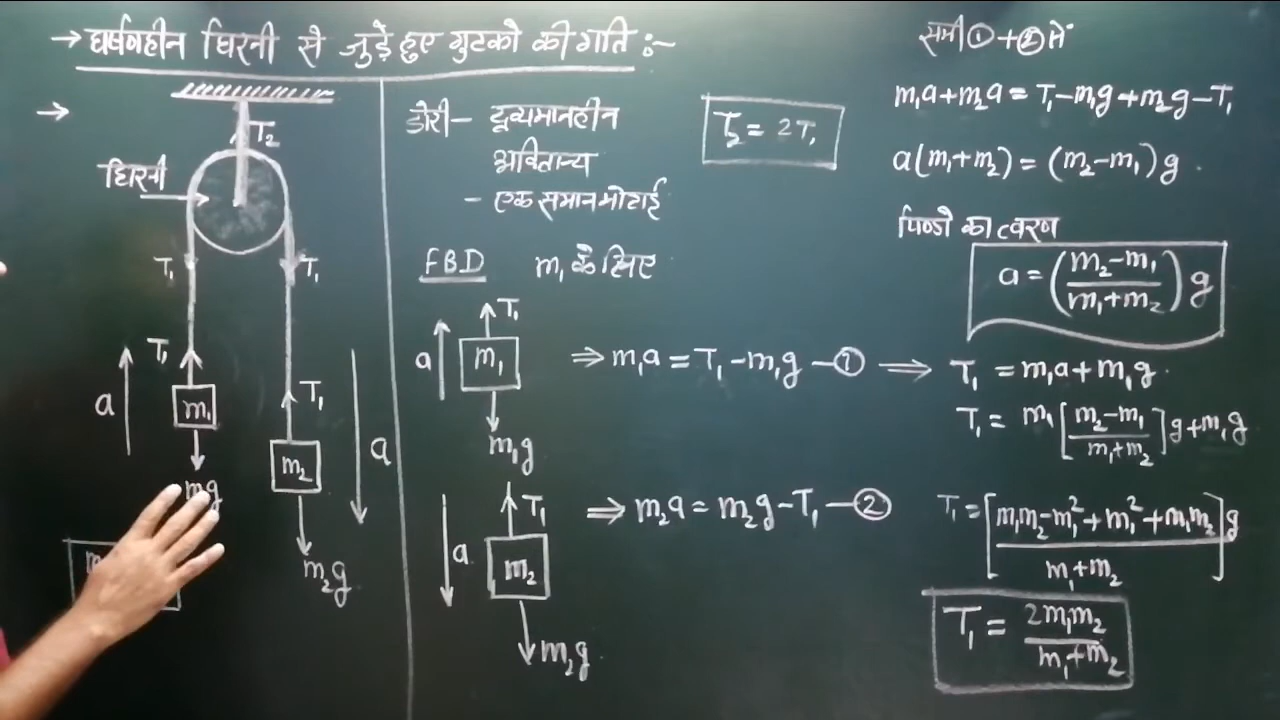 → घर्षणहीन घिरनी से जुड़े हुए गुटको की गति :-
→
T₂
घिरनी
T₁ T₁
T₁
a
m₁
T₁
m₂
a
m₂g
डोरी - द्रव्यमानहीन
अवितान्य
- एकसमान मोटाई
T₂ = 2T₁
FBD m₁ के लिए
T₁
a
m₁
m₁g
⇒ m₁a = T₁ - m₁g - ①
T₁
a
m₂
m₂g
⇒ m₂a = m₂g - T₁ - ②
समी ① + ② से
m₁a + m₂a = T₁ - m₁g + m₂g - T₁
a(m₁ + m₂) = (m₂ - m₁) g
पिण्डो का त्वरण
a = ((m₂ - m₁)/(m₁ + m₂)) g
⇒ T₁ = m₁a + m₁g
T₁ = m₁ [(m₂ - m₁)/(m₁ + m₂)] g + m₁g
T₁ = [(m₁m₂ - m₁² + m₁² + m₁m₂)/(m₁ + m₂)] g
T₁ = 2m₁m₂/(m₁ + m₂)